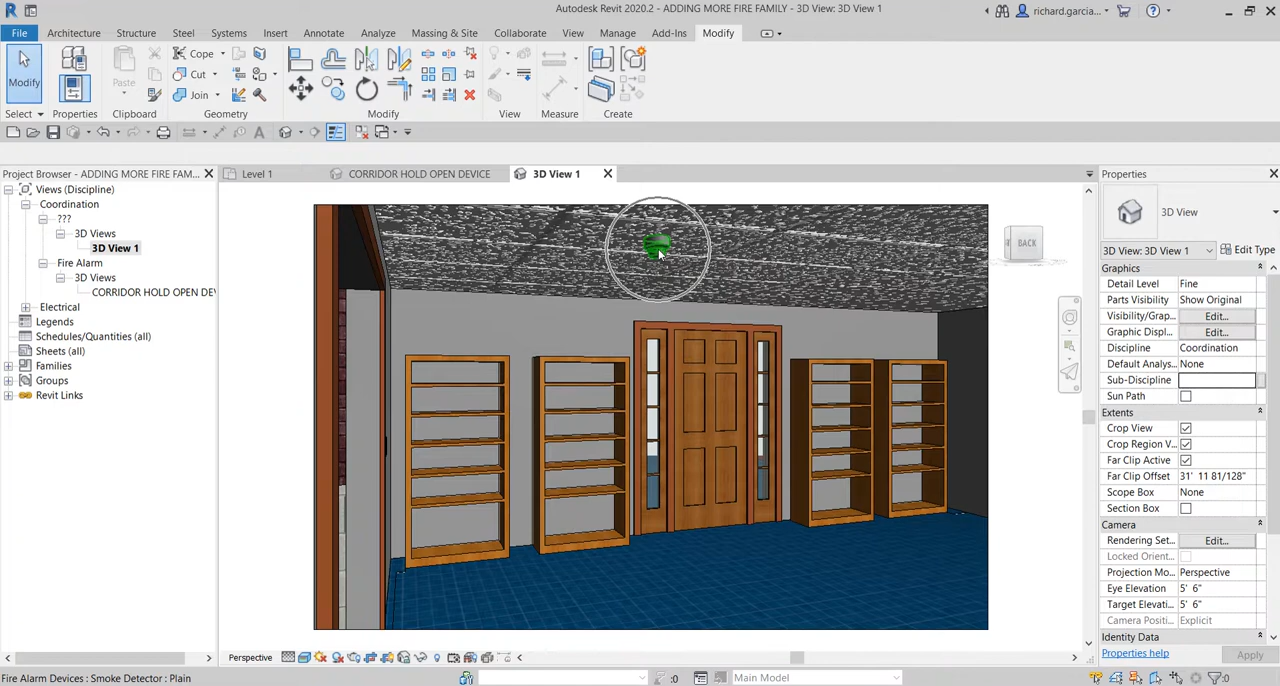 Autodesk Revit 2020.2 - ADDING MORE FIRE FAMILY - 3D View: 3D View 1
richard.garcia...
File Architecture Structure Steel Systems Insert Annotate Analyze Massing & Site Collaborate View Manage Add-Ins Modify
Modify Paste Cope
Cut
Join
Select Properties Clipboard Geometry Modify View Measure Create
Project Browser - ADDING MORE FIRE FAM...
Level 1
CORRIDOR HOLD OPEN DEVICE
3D View 1
Properties
Views (Discipline)
Coordination
???
3D Views
3D View 1
Fire Alarm
3D Views
CORRIDOR HOLD OPEN DEV
Electrical
Legends
Schedules/Quantities (all)
Sheets (all)
Families
Groups
Revit Links
BACK
3D View
3D View: 3D View 1 Edit Type
Graphics
Detail Level Fine
Parts Visibility Show Original
Visibility/Grap... Edit...
Graphic Displ... Edit...
Discipline Coordination
Default Analys... None
Sub-Discipline
Sun Path
Extents
Crop View
Crop Region V...
Far Clip Active
Far Clip Offset 31' 11 81/128"
Scope Box None
Section Box
Camera
Rendering Set... Edit...
Locked Orient...
Projection Mo... Perspective
Eye Elevation 5' 6"
Target Elevati... 5' 6"
Camera Positi... Explicit
Identity Data
Properties help Apply
Perspective
Fire Alarm Devices : Smoke Detector : Plain
:0
Main Model
:0